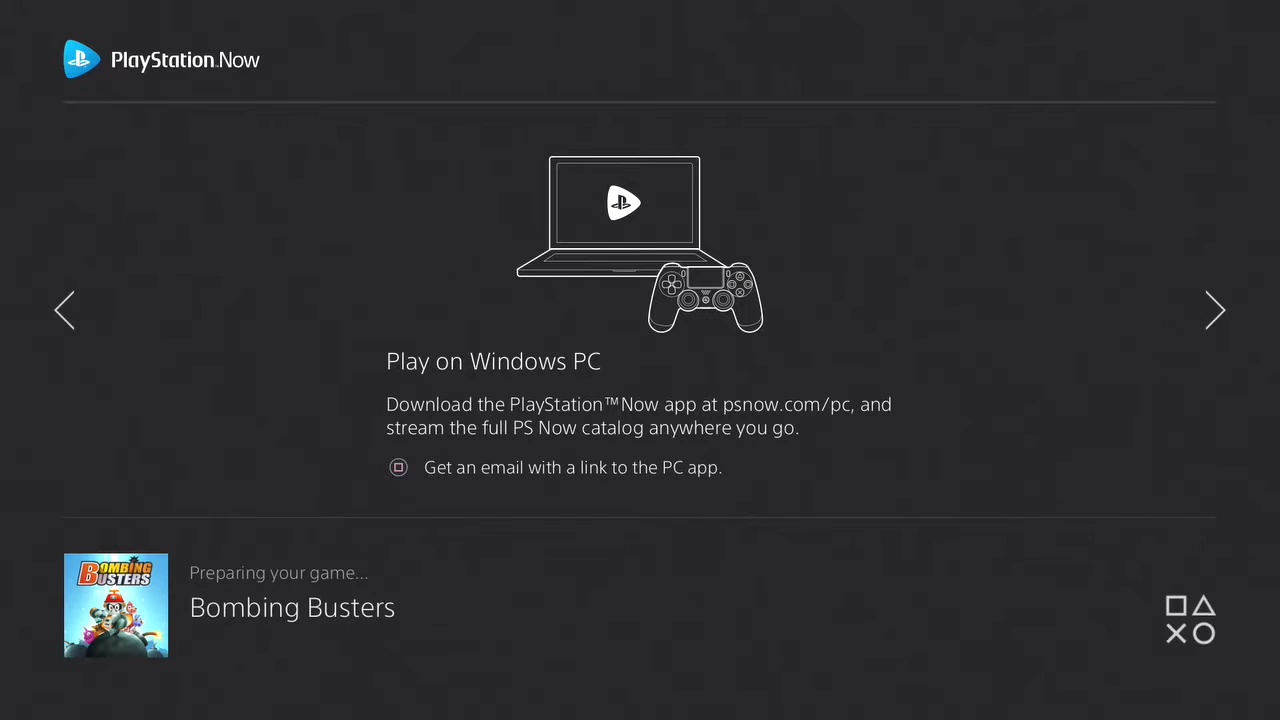 PlayStation™Now
Play on Windows PC
Download the PlayStation™Now app at psnow.com/pc, and
stream the full PS Now catalog anywhere you go.
Get an email with a link to the PC app.
BOMBING
BUSTERS
Preparing your game...
Bombing Busters